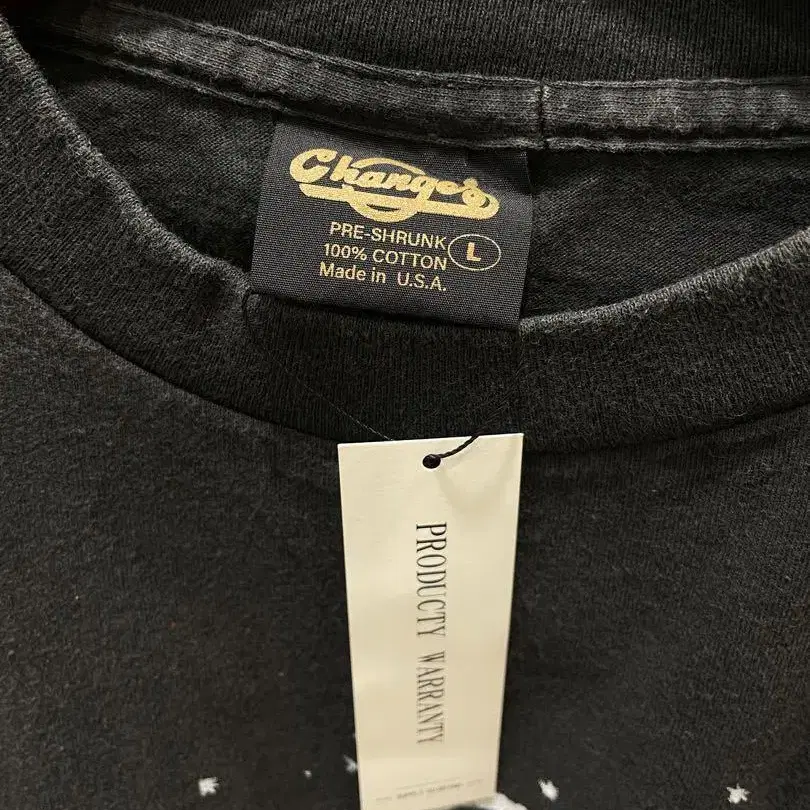 Changes
PRE-SHRUNK
100% COTTON
L
Made in U.S.A.
PRODUCTY WARRANTY